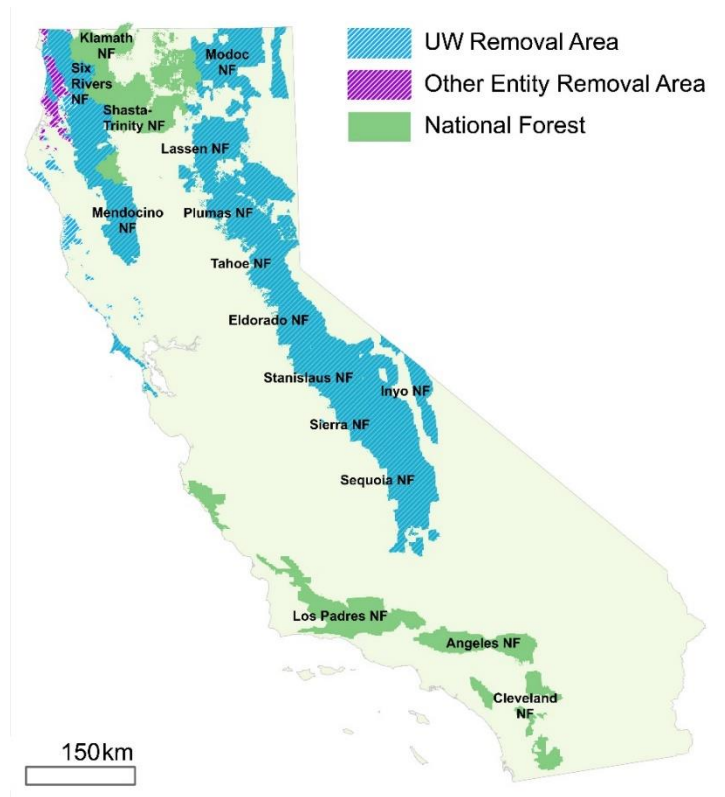 UW Removal Area
Other Entity Removal Area
National Forest
Klamath
NF
Six
Rivers
NF
Modoc
NF
Shasta-
Trinity NF
Lassen NF
Mendocino
NF
Plumas NF
Tahoe NF
Eldorado NF
Stanislaus NF
Inyo NF
Sierra NF
Sequoia NF
Los Padres NF
Angeles NF
Cleveland
NF
150km